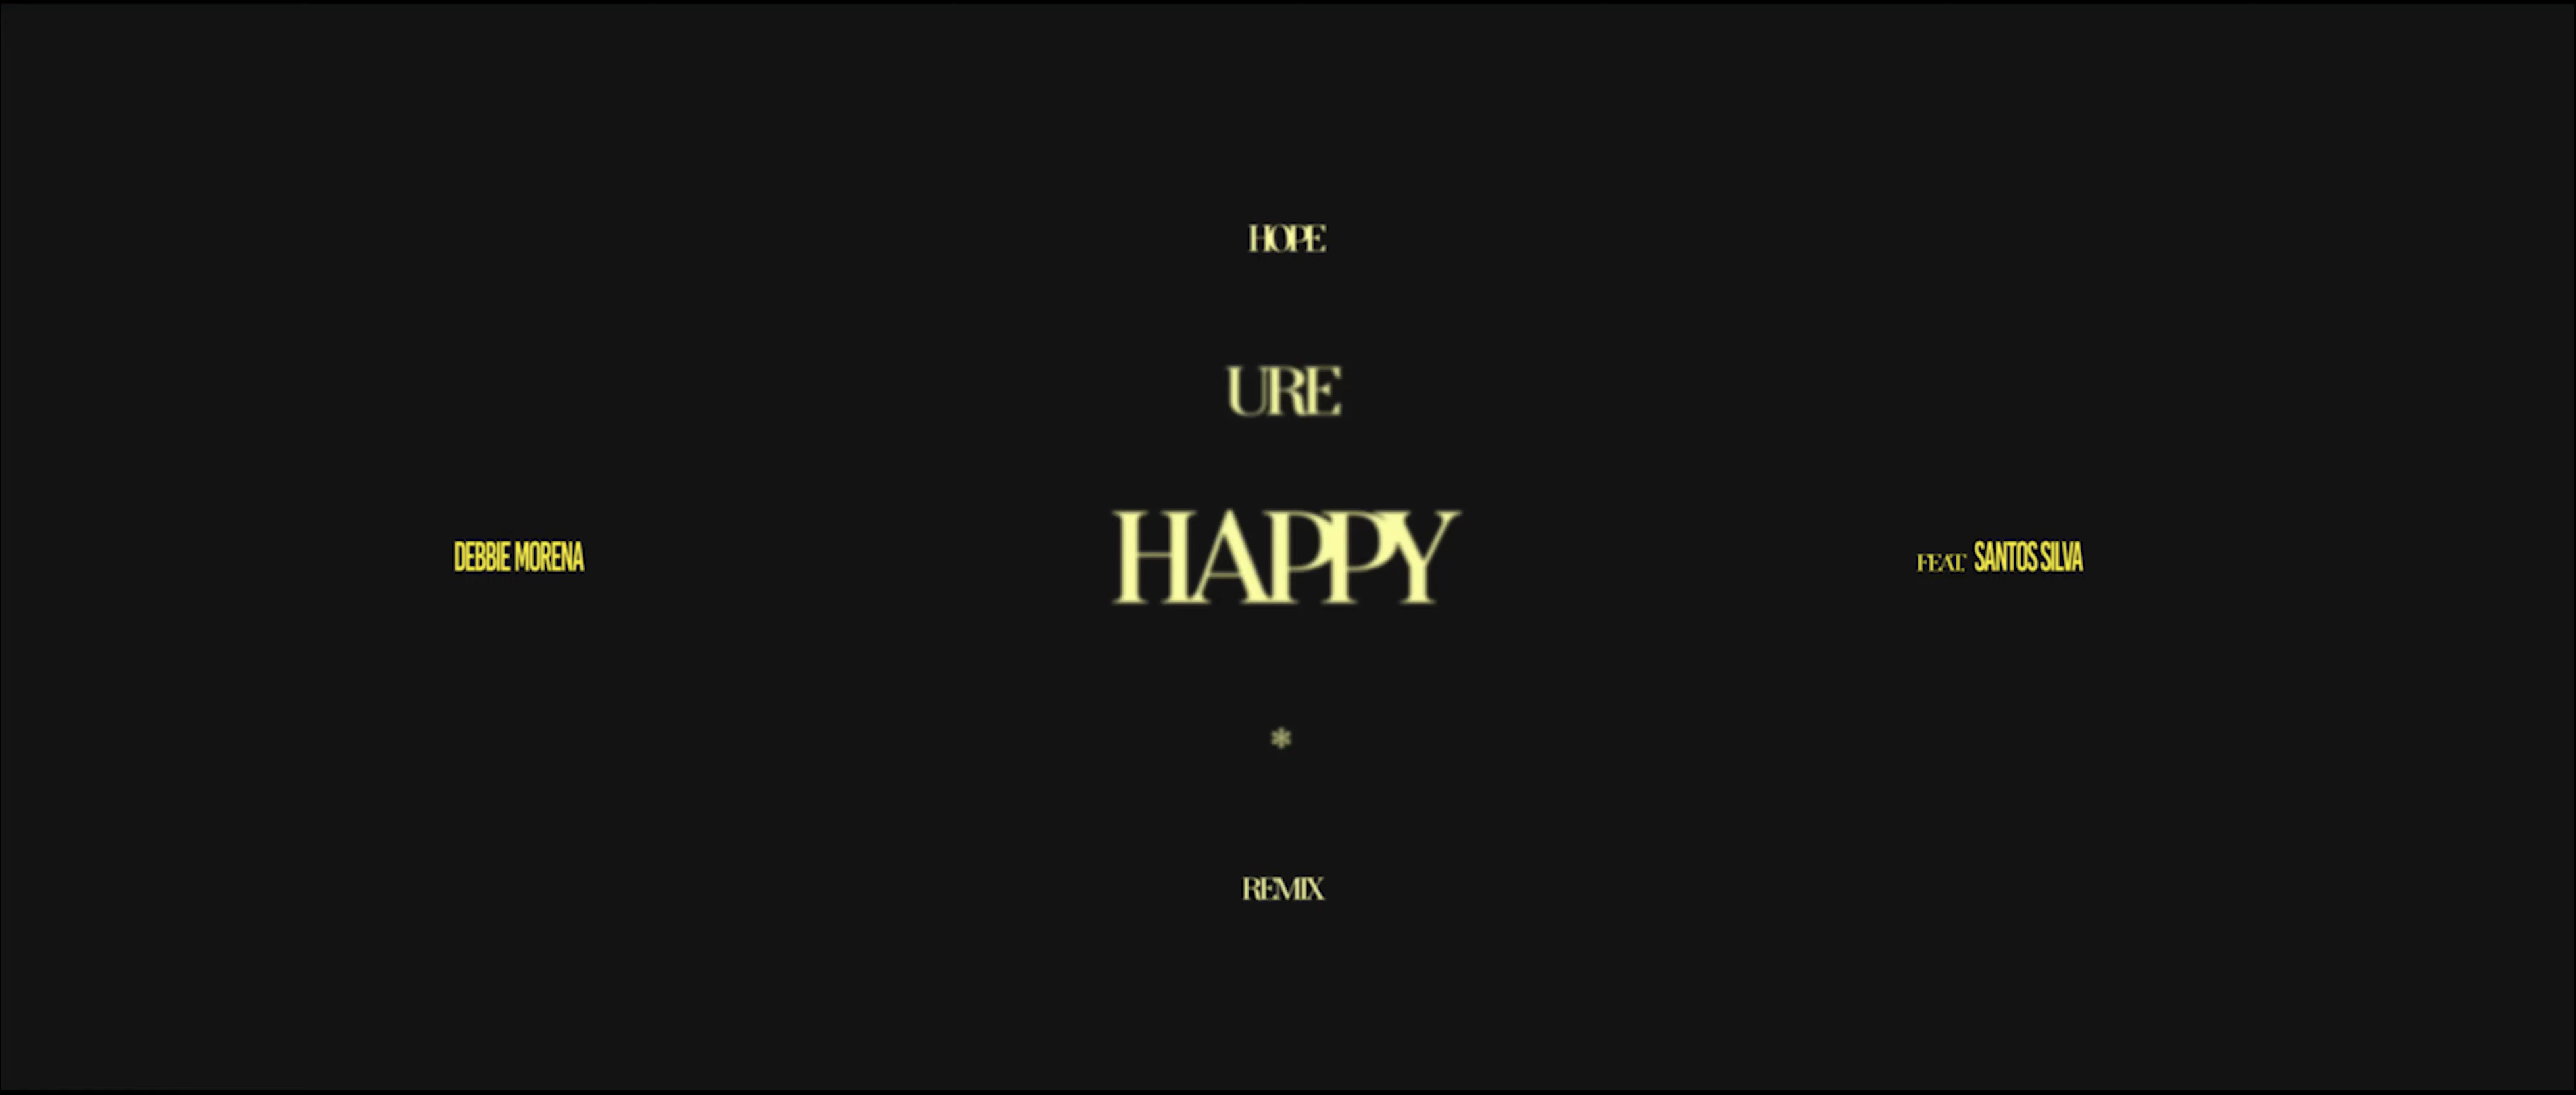 HOPE
URE
HAPPY
DEBBIE MORENA
FEAT. SANTOS SILVA
*
REMIX